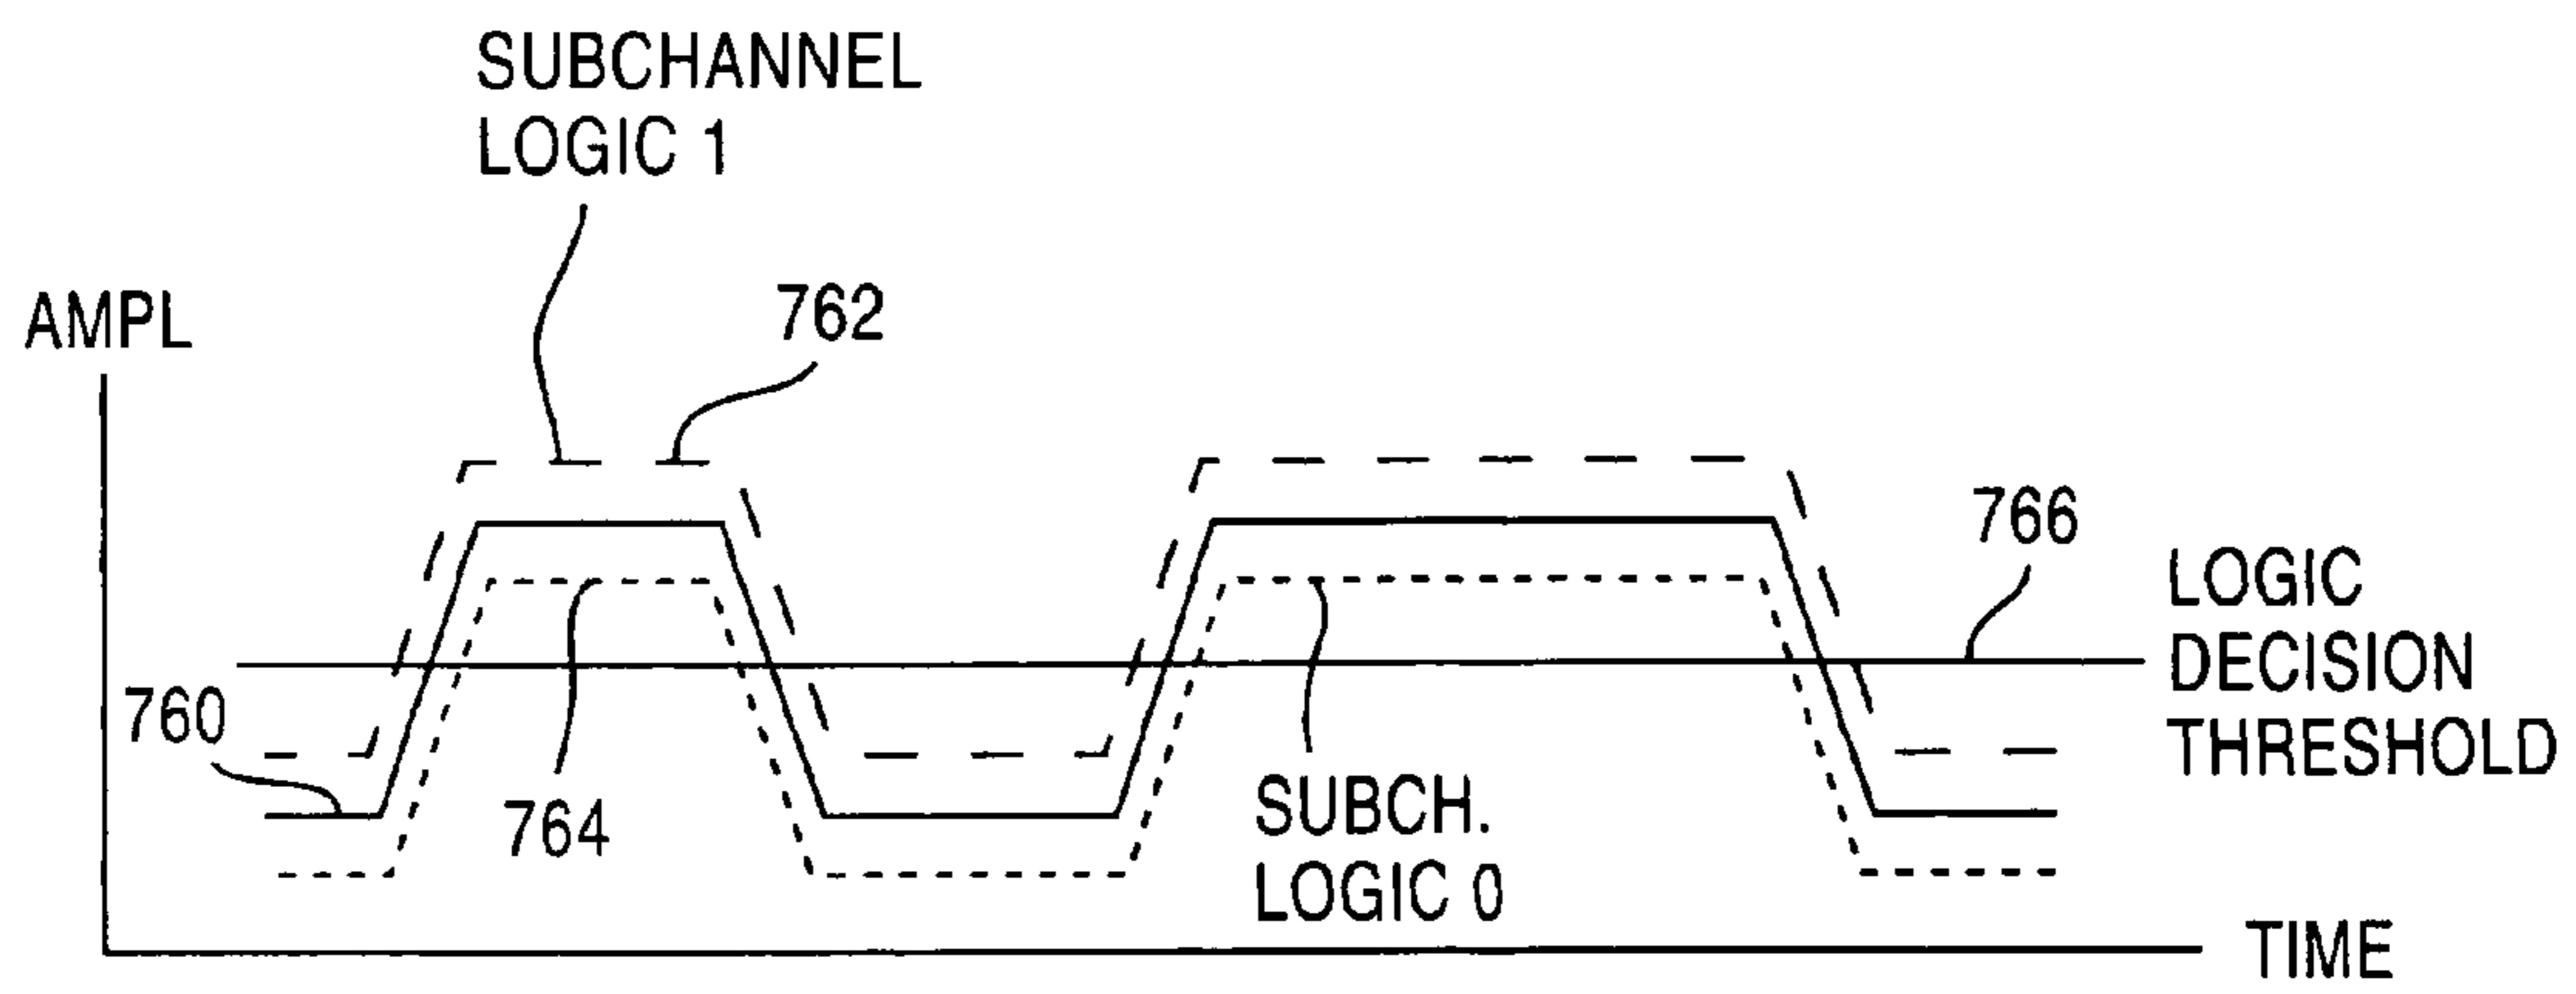 SUBCHANNEL
LOGIC 1
762
AMPL
766
LOGIC
DECISION
THRESHOLD
760
764
SUBCH.
LOGIC 0
TIME